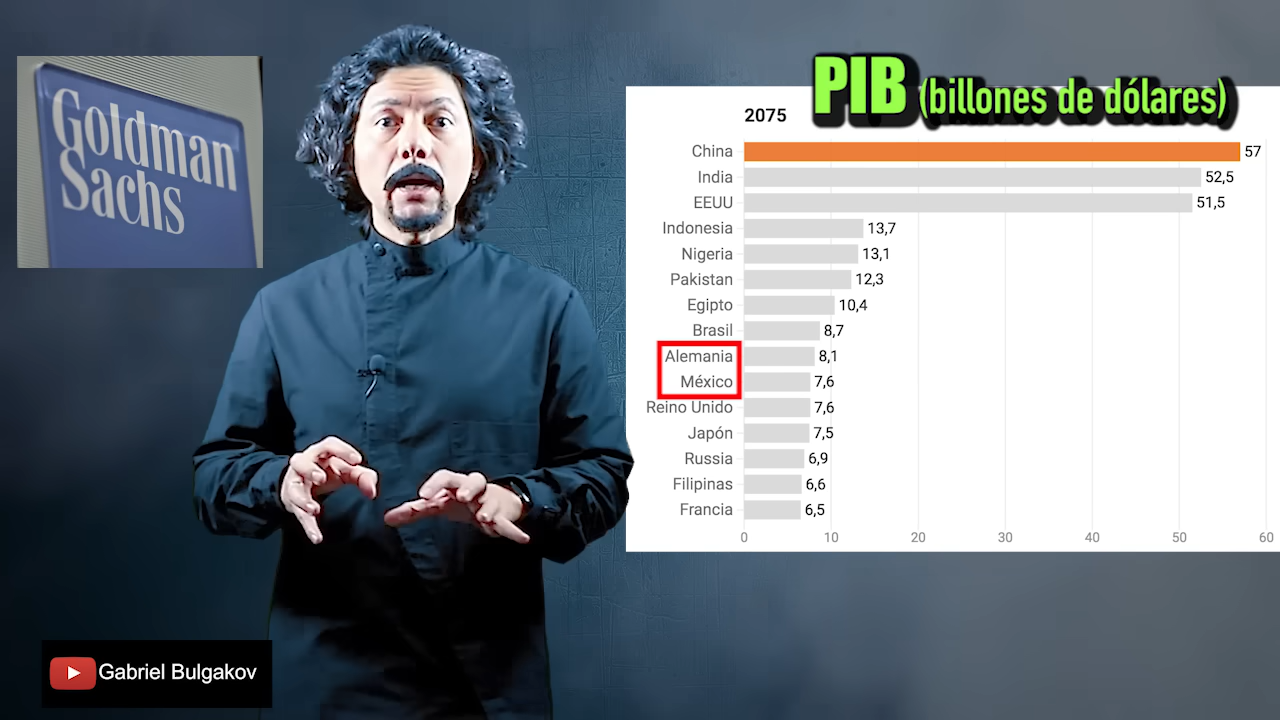 Goldman
Sachs
PIB (billones de dólares)
2075
China 57
India 52,5
EEUU 51,5
Indonesia 13,7
Nigeria 13,1
Pakistan 12,3
Egipto 10,4
Brasil 8,7
Alemania 8,1
México 7,6
Reino Unido 7,6
Japón 7,5
Russia 6,9
Filipinas 6,6
Francia 6,5
0 10 20 30 40 50 60
Gabriel Bulgakov